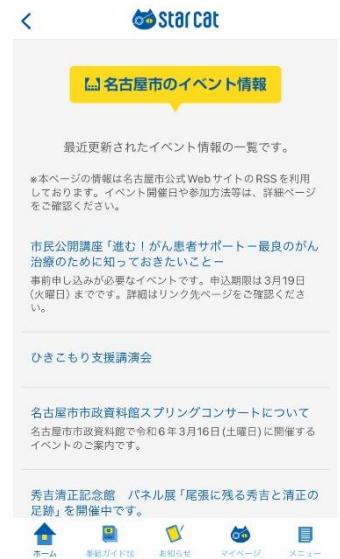 starcat
名古屋市のイベント情報
最近更新されたイベント情報の一覧です。
※本ページの情報は名古屋市公式WebサイトのRSSを利用
しております。イベント開催日や参加方法等は、詳細ページ
をご確認ください。
市民公開講座「進む！がん患者サポートー最良のがん
治療のために知っておきたいことー
事前申し込みが必要なイベントです。申込期限は3月19日
(火曜日)までです。詳細はリンク先ページをご確認くださ
い。
ひきこもり支援講演会
名古屋市市政資料館スプリングコンサートについて
名古屋市市政資料館で令和6年3月16日(土曜日)に開催する
イベントのご案内です。
秀吉清正記念館　パネル展「尾張に残る秀吉と清正の
足跡」を開催中です。
ホーム 番組ガイド誌 お知らせ マイページ メニュー